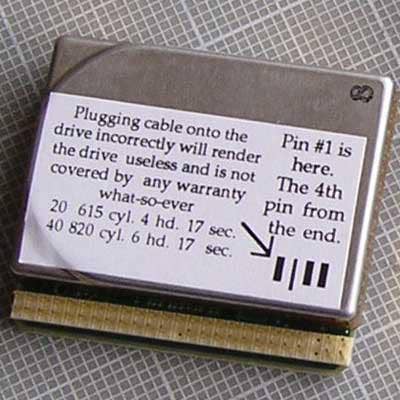 Plugging cable onto the
drive incorrectly will render
the drive useless and is not
covered by any warranty
what-so-ever
20 615 cyl. 4 hd. 17 sec.
40 820 cyl. 6 hd. 17 sec.
Pin #1 is
here.
The 4th
pin from
the end.